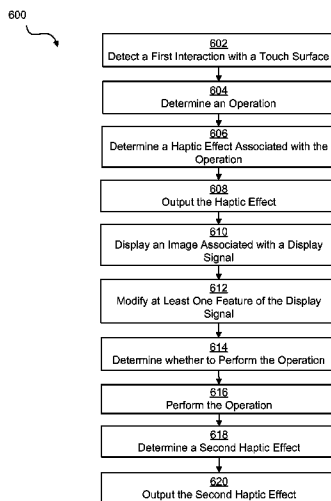 600
602
Detect a First Interaction with a Touch Surface
604
Determine an Operation
606
Determine a Haptic Effect Associated with the
Operation
608
Output the Haptic Effect
610
Display an Image Associated with a Display
Signal
612
Modify at Least One Feature of the Display
Signal
614
Determine whether to Perform the Operation
616
Perform the Operation
618
Determine a Second Haptic Effect
620
Output the Second Haptic Effect